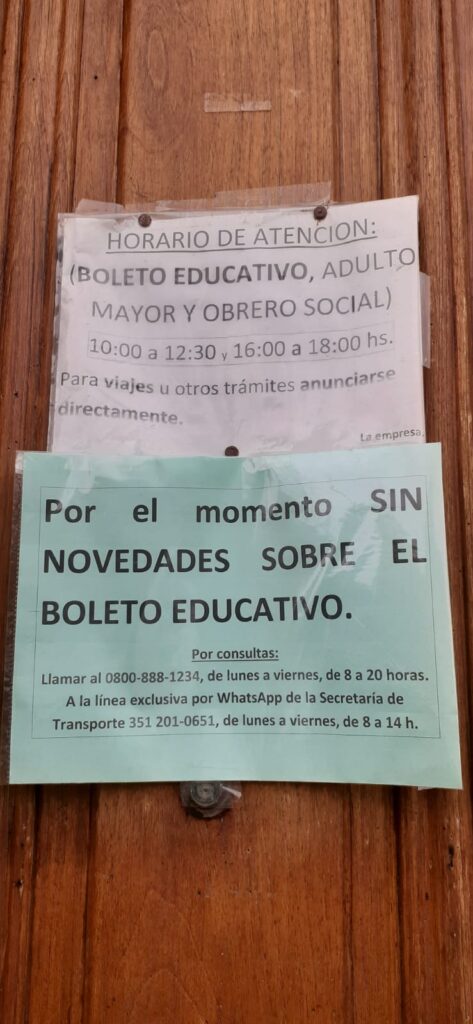 HORARIO DE ATENCION:
(BOLETO EDUCATIVO, ADULTO
MAYOR Y OBRERO SOCIAL)
10:00 a 12:30 y 16:00 a 18:00 hs.
Para viajes u otros trámites anunciarse
directamente.
La empresa.
Por el momento SIN
NOVEDADES SOBRE EL
BOLETO EDUCATIVO.
Por consultas:
Llamar al 0800-888-1234, de lunes a viernes, de 8 a 20 horas.
A la línea exclusiva por WhatsApp de la Secretaría de
Transporte 351 201-0651, de lunes a viernes, de 8 a 14 h.